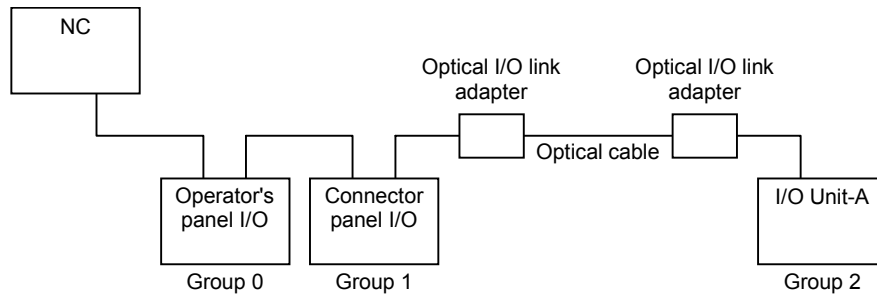 NC
Optical I/O link
adapter
Optical I/O link
adapter
Optical cable
Operator's
panel I/O
Connector
panel I/O
I/O Unit-A
Group 0
Group 1
Group 2